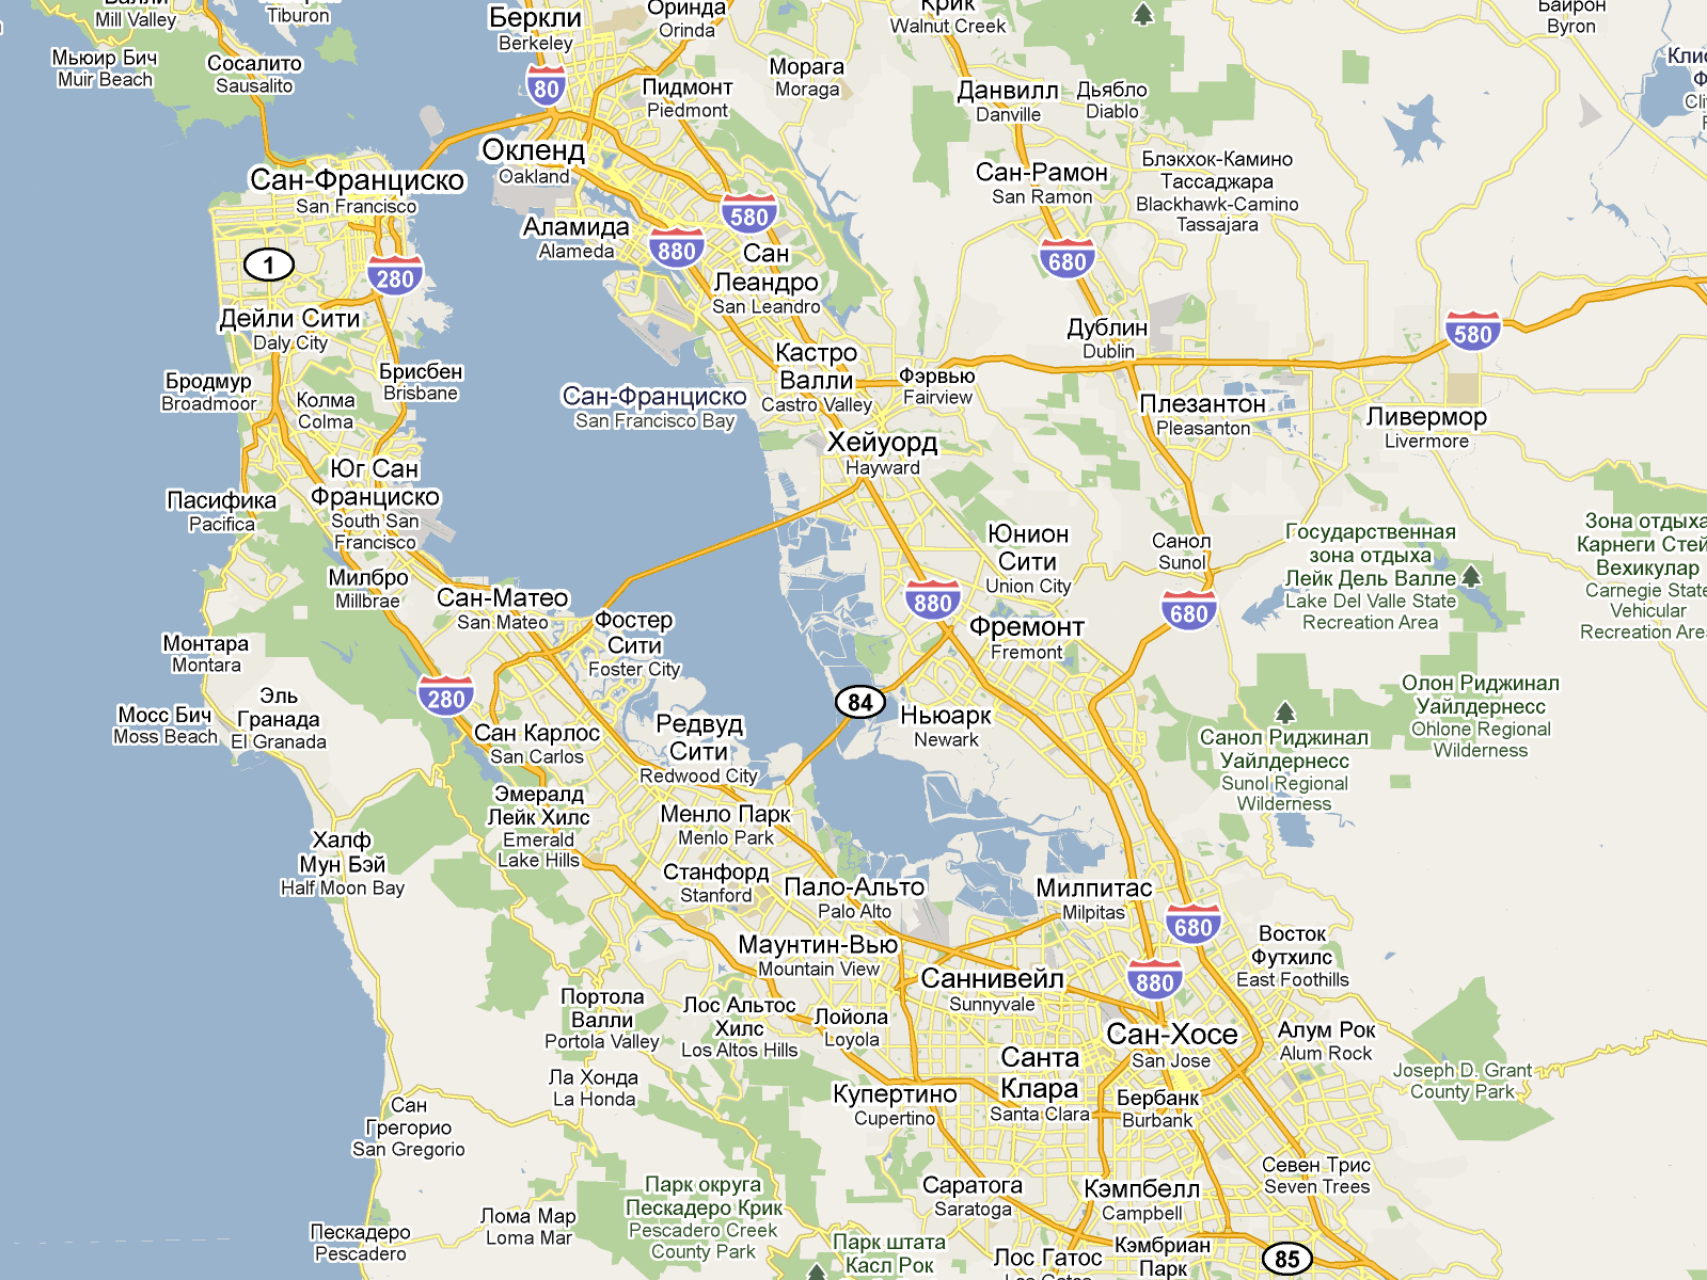 Mill Valley
Tiburon
Беркли
Berkeley
Оринда
Orinda
Крик
Walnut Creek
Байрон
Byron
Мьюир Бич
Muir Beach
Сосалито
Sausalito
80
Пидмонт
Piedmont
Морага
Moraga
Данвилл
Danville
Дьябло
Diablo
Окленд
Oakland
Сан-Франциско
San Francisco
Сан-Рамон
San Ramon
Блэкхок-Камино
Тассаджара
Blackhawk-Camino
Tassajara
Аламида
Alameda
580
880
680
1
280
Сан
Леандро
San Leandro
Дейли Сити
Daly City
Дублин
Dublin
580
Кастро
Валли
Castro Valley
Фэрвью
Fairview
Бродмур
Broadmoor
Брисбен
Brisbane
Колма
Colma
Сан-Франциско
San Francisco Bay
Плезантон
Pleasanton
Ливермор
Livermore
Хейуорд
Hayward
Юг Сан
Франциско
South San
Francisco
Пасифика
Pacifica
Юнион
Сити
Union City
Санол
Sunol
Государственная
зона отдыха
Лейк Дель Валле
Lake Del Valle State
Recreation Area
Зона отдыха
Карнеги Стей
Вехикулар
Carnegie State
Vehicular
Recreation Area
Милбро
Millbrae
Сан-Матео
San Mateo
880
680
Фостер
Сити
Foster City
Фремонт
Fremont
Монтара
Montara
280
84
Эль
Гранада
El Granada
Мосс Бич
Moss Beach
Сан Карлос
San Carlos
Редвуд
Сити
Redwood City
Ньюарк
Newark
Олон Риджинал
Уайлдернесс
Ohlone Regional
Wilderness
Санол Риджинал
Уайлдернесс
Sunol Regional
Wilderness
Эмералд
Лейк Хилс
Emerald
Lake Hills
Менло Парк
Menlo Park
Халф
Мун Бэй
Half Moon Bay
Станфорд
Stanford
Пало-Альто
Palo Alto
Милпитас
Milpitas
680
Маунтин-Вью
Mountain View
Восток
Футхилс
East Foothills
Саннивейл
Sunnyvale
880
Портола
Валли
Portola Valley
Лос Альтос
Хилс
Los Altos Hills
Лойола
Loyola
Сан-Хосе
San Jose
Алум Рок
Alum Rock
Санта
Клара
Santa Clara
Ла Хонда
La Honda
Купертино
Cupertino
Бербанк
Burbank
Joseph D. Grant
County Park
Сан
Грегорио
San Gregorio
Севен Трис
Seven Trees
Парк округа
Пескадеро Крик
Pescadero Creek
County Park
Саратога
Saratoga
Кэмпбелл
Campbell
Лома Мар
Loma Mar
Пескадеро
Pescadero
Парк штата
Касл Рок
Лос Гатос
Los Gatos
Кэмбриан
Парк
85